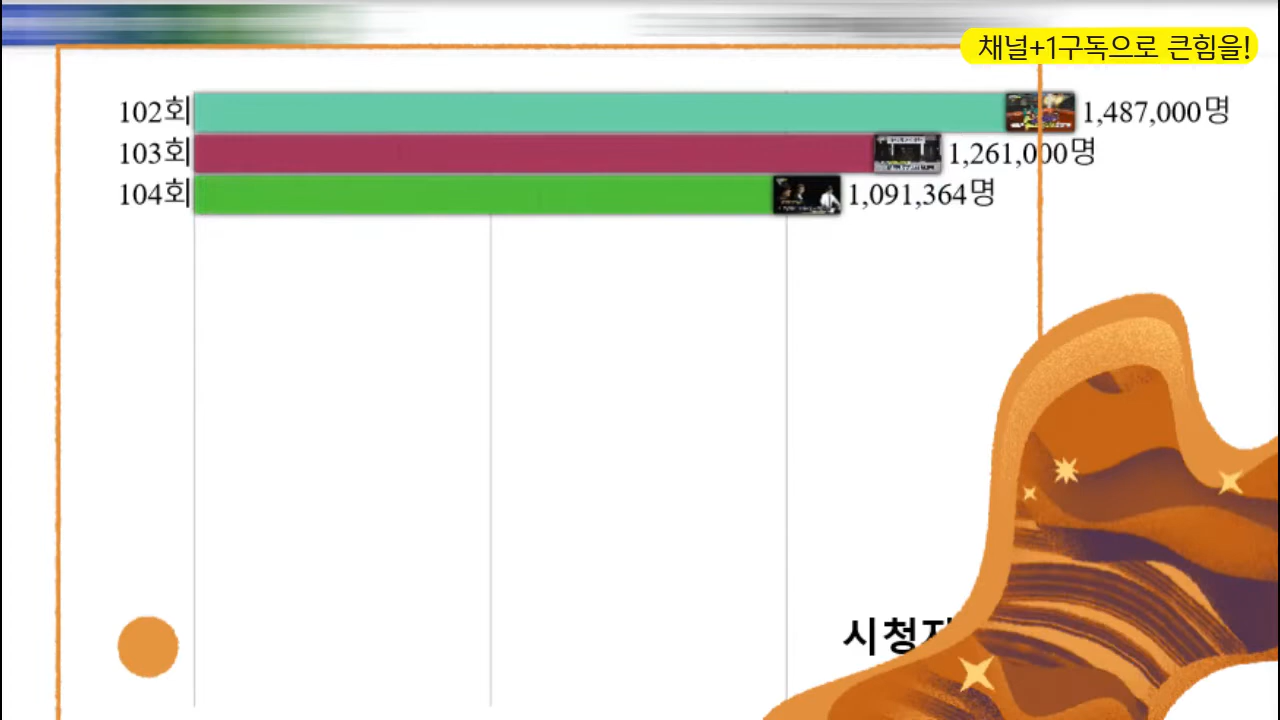 채널+1구독으로 큰힘을!
102회 1,487,000명
103회 1,261,000명
104회 1,091,364명
시청